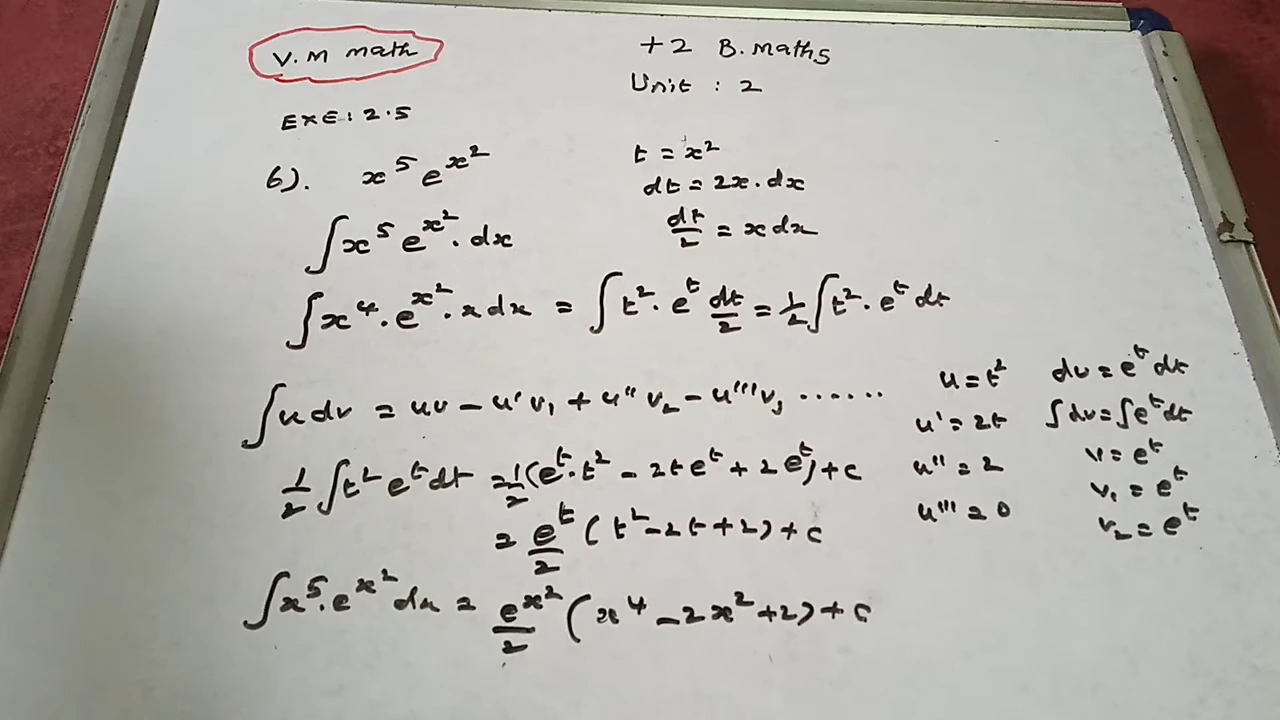 V.M math
+2 B. Maths
Unit : 2
EXE: 2.5
6). x⁵ e^(x²)
t = x²
dt = 2x . dx
∫x⁵ e^(x²) . dx
dt/2 = x dx
∫x⁴ . e^(x²) . x dx = ∫t² . e^t dt/2 = 1/2 ∫t² . e^t dt
∫u dv = uv - u'v₁ + u''v₂ - u'''v₃ ......
u = t² dv = e^t dt
u' = 2t ∫dv = ∫e^t dt
u'' = 2 v = e^t
u''' = 0 v₁ = e^t
v₂ = e^t
1/2 ∫t² e^t dt = 1/2 (e^t . t² - 2t e^t + 2 e^t) + c
= e^t/2 (t² - 2t + 2) + c
∫x⁵ . e^(x²) dx = e^(x²)/2 (x⁴ - 2x² + 2) + c